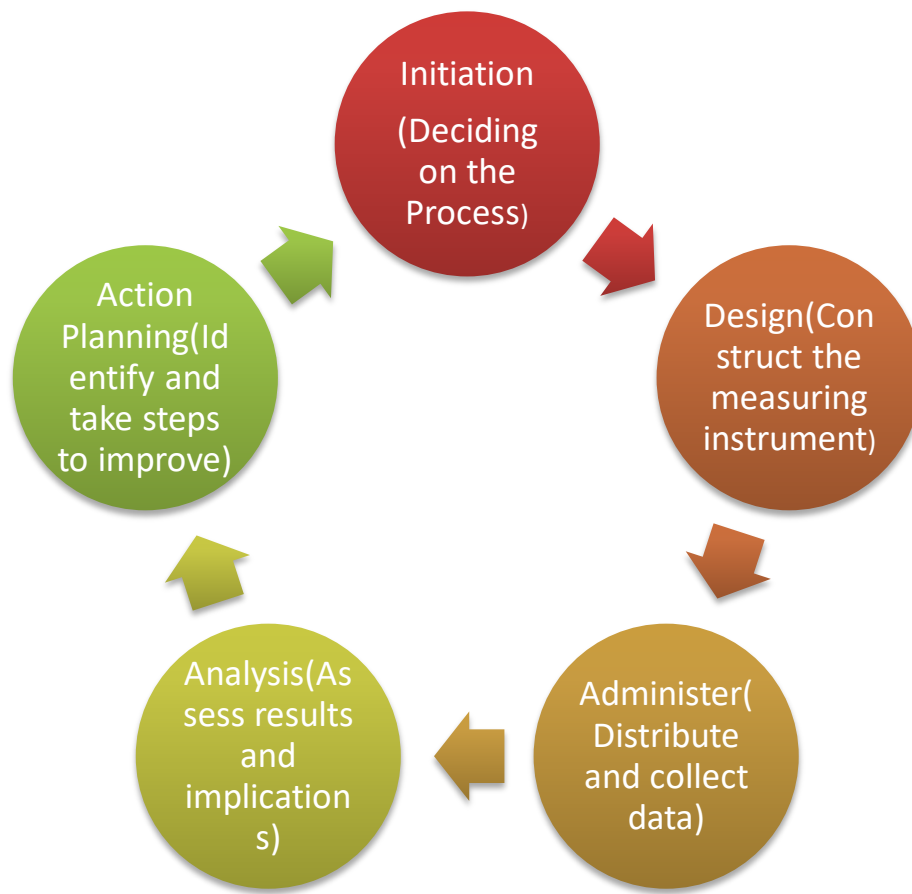 Initiation
(Deciding
on the
Process)
Design(Con
struct the
measuring
instrument)
Administer(
Distribute
and collect
data)
Analysis(As
sess results
and
implication
s)
Action
Planning(Id
entify and
take steps
to improve)